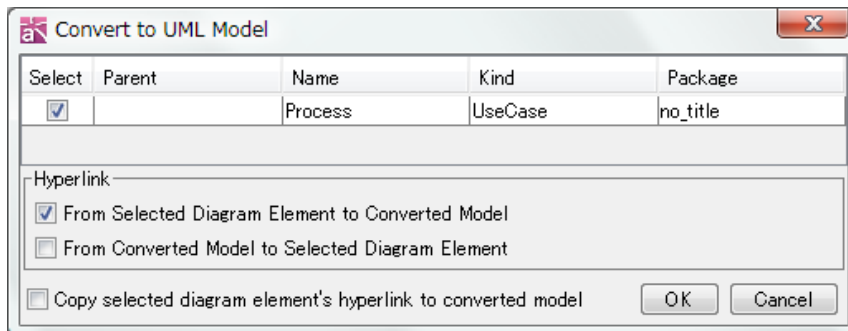 Convert to UML Model
Select Parent Name Kind Package
Process UseCase no_title
Hyperlink
From Selected Diagram Element to Converted Model
From Converted Model to Selected Diagram Element
Copy selected diagram element's hyperlink to converted model OK Cancel